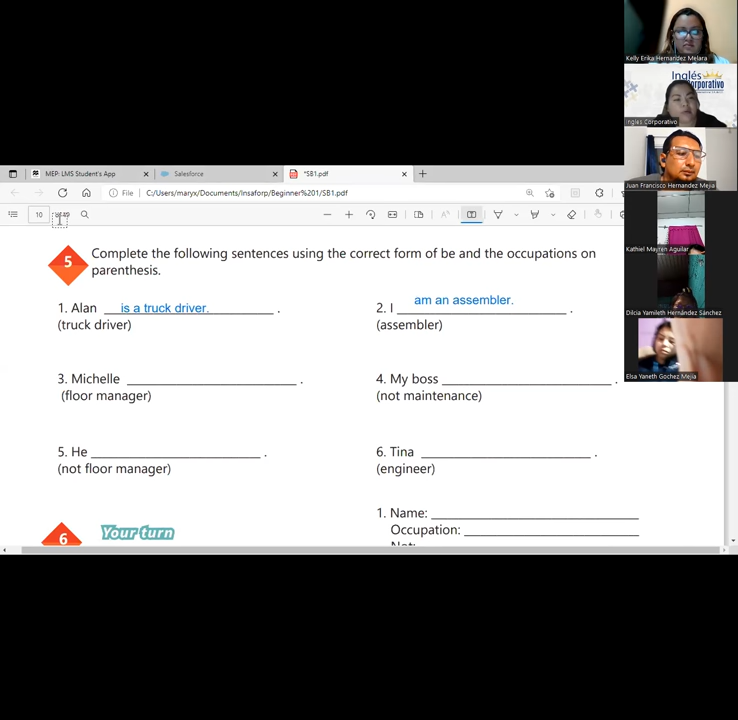 Kelly Erika Hernandez Melara
Inglés
Corporativo
Ingles Corporativo
Juan Francisco Hernandez Mejia
Kathiel Mayren Aguilar
Dilcia Yamileth Hernández Sánchez
Elsa Yaneth Gochez Mejia
MEP: LMS Student's App
Salesforce
*SB1.pdf
File
C:/Users/maryx/Documents/Insaforp/Beginner%201/SB1.pdf
10
5
Complete the following sentences using the correct form of be and the occupations on
parenthesis.
1. Alan is a truck driver. .
(truck driver)
2. I am an assembler. .
(assembler)
3. Michelle .
(floor manager)
4. My boss .
(not maintenance)
5. He .
(not floor manager)
6. Tina .
(engineer)
6
Your turn
1. Name:
Occupation: